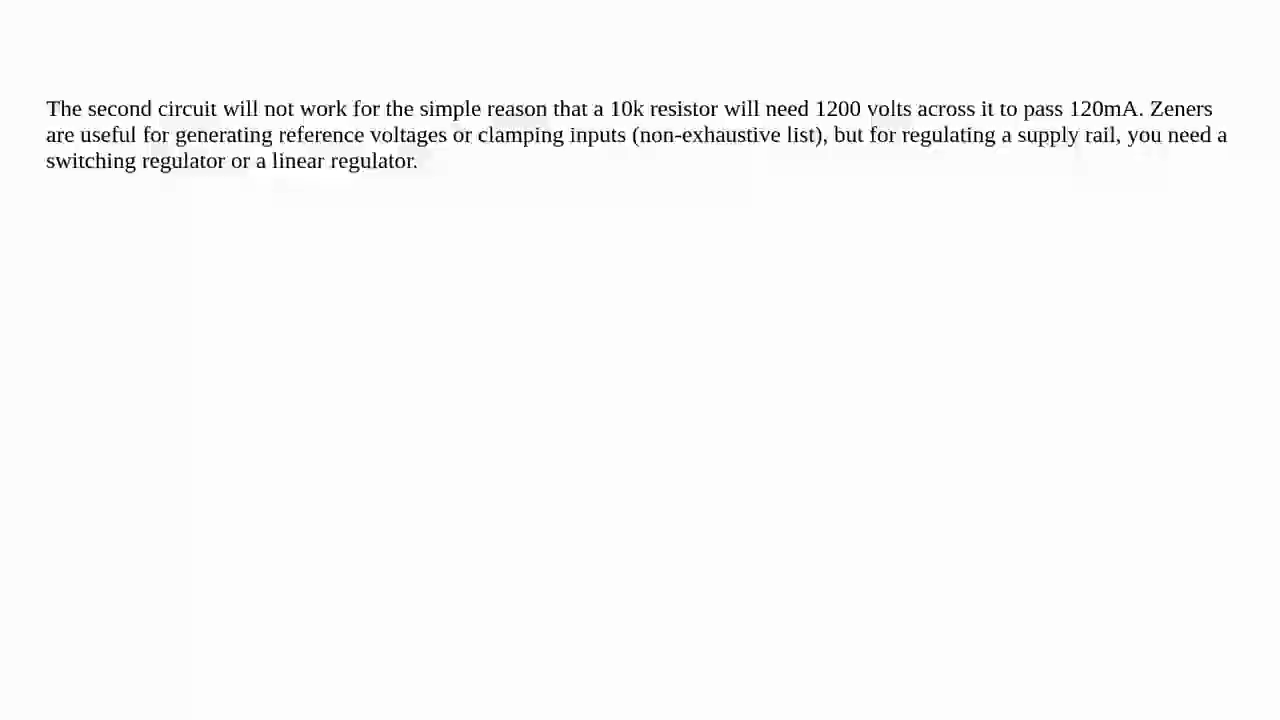 The second circuit will not work for the simple reason that a 10k resistor will need 1200 volts across it to pass 120mA. Zeners
are useful for generating reference voltages or clamping inputs (non-exhaustive list), but for regulating a supply rail, you need a
switching regulator or a linear regulator.